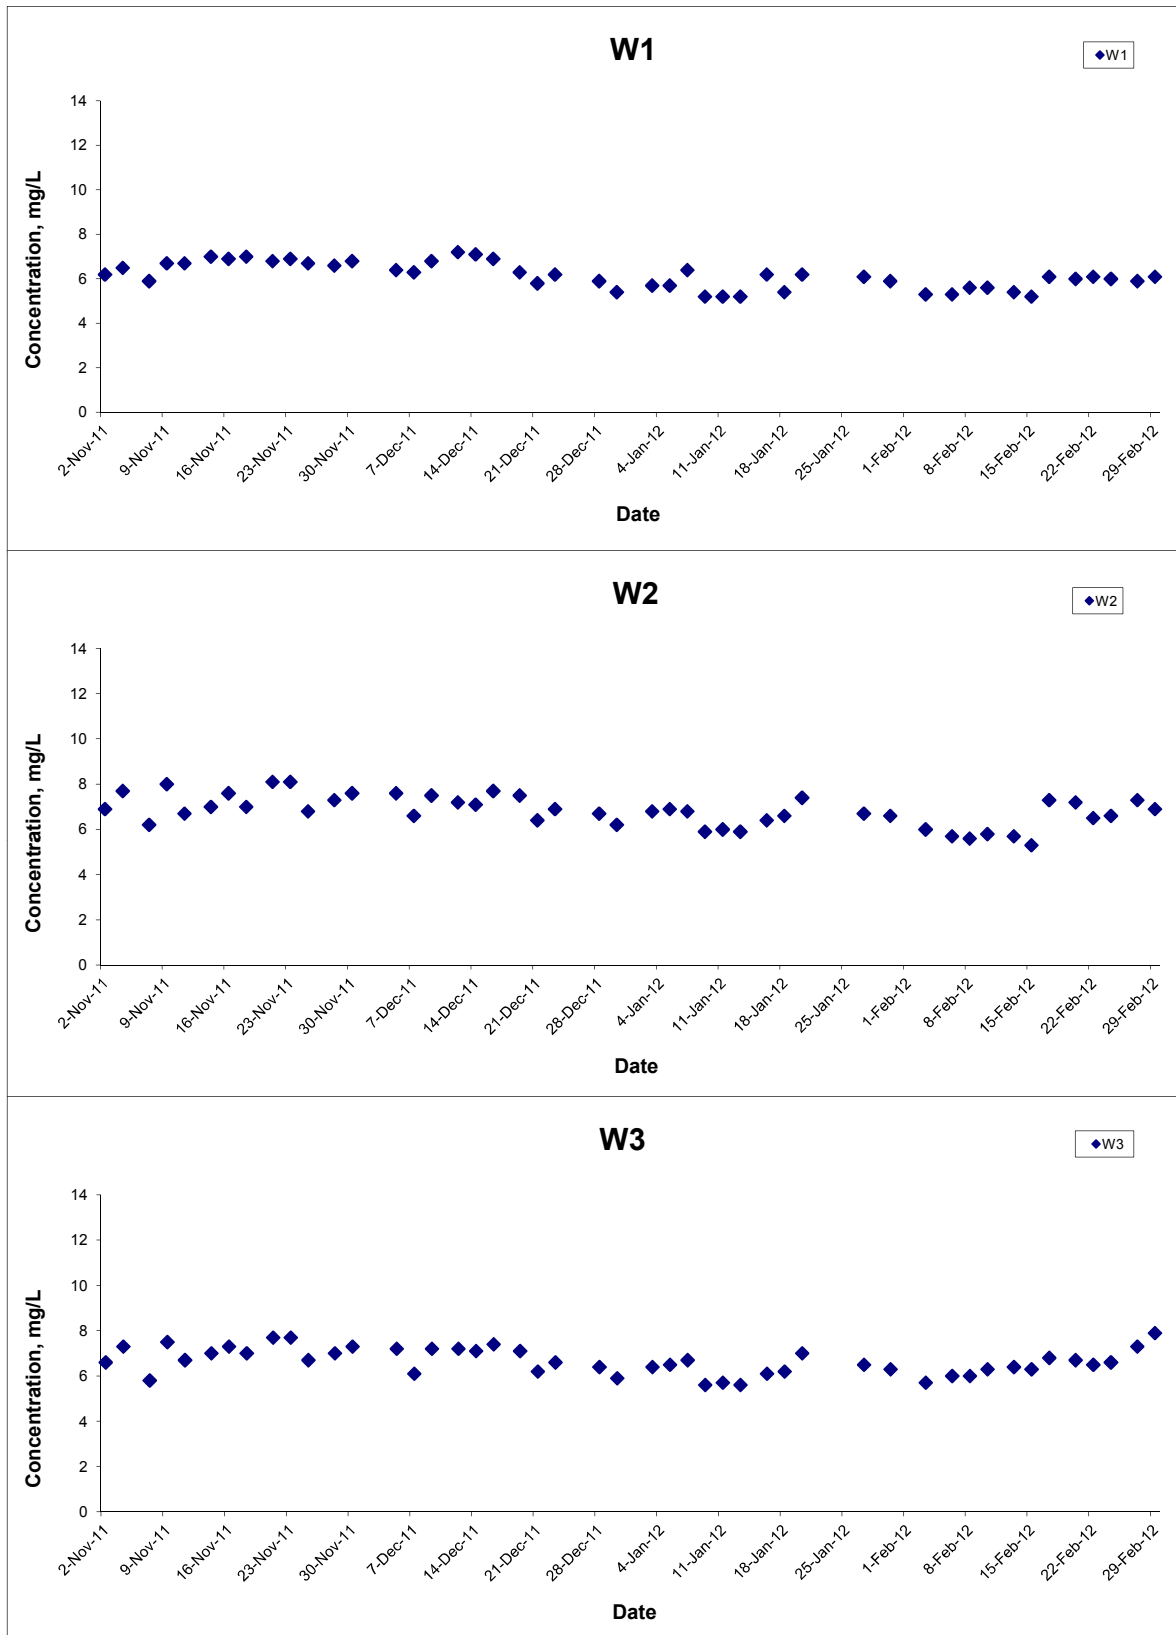 W1
W1
14
12
10
8
6
4
2
0
Concentration, mg/L
2-Nov-11
9-Nov-11
16-Nov-11
23-Nov-11
30-Nov-11
7-Dec-11
14-Dec-11
21-Dec-11
28-Dec-11
4-Jan-12
11-Jan-12
18-Jan-12
25-Jan-12
1-Feb-12
8-Feb-12
15-Feb-12
22-Feb-12
29-Feb-12
Date
W2
W2
14
12
10
8
6
4
2
0
Concentration, mg/L
2-Nov-11
9-Nov-11
16-Nov-11
23-Nov-11
30-Nov-11
7-Dec-11
14-Dec-11
21-Dec-11
28-Dec-11
4-Jan-12
11-Jan-12
18-Jan-12
25-Jan-12
1-Feb-12
8-Feb-12
15-Feb-12
22-Feb-12
29-Feb-12
Date
W3
W3
14
12
10
8
6
4
2
0
Concentration, mg/L
2-Nov-11
9-Nov-11
16-Nov-11
23-Nov-11
30-Nov-11
7-Dec-11
14-Dec-11
21-Dec-11
28-Dec-11
4-Jan-12
11-Jan-12
18-Jan-12
25-Jan-12
1-Feb-12
8-Feb-12
15-Feb-12
22-Feb-12
29-Feb-12
Date